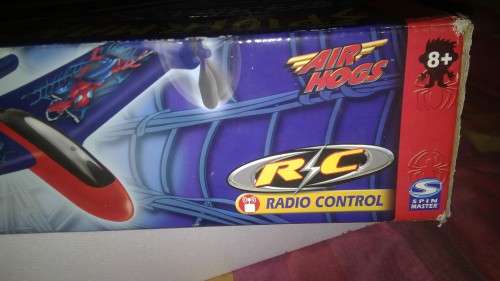 AIR
HOGS
8+
R/C
RADIO CONTROL
SPIN
MASTER